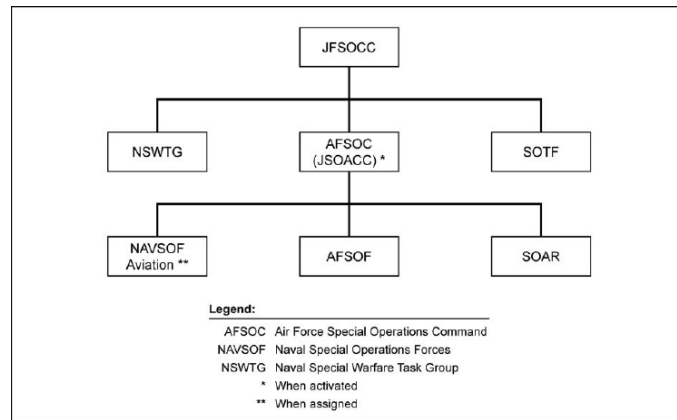 JFSOCC
NSWTG
AFSOC
(JSOACC) *
SOTF
NAVSOF
Aviation **
AFSOF
SOAR
Legend:
AFSOC Air Force Special Operations Command
NAVSOF Naval Special Operations Forces
NSWTG Naval Special Warfare Task Group
* When activated
** When assigned